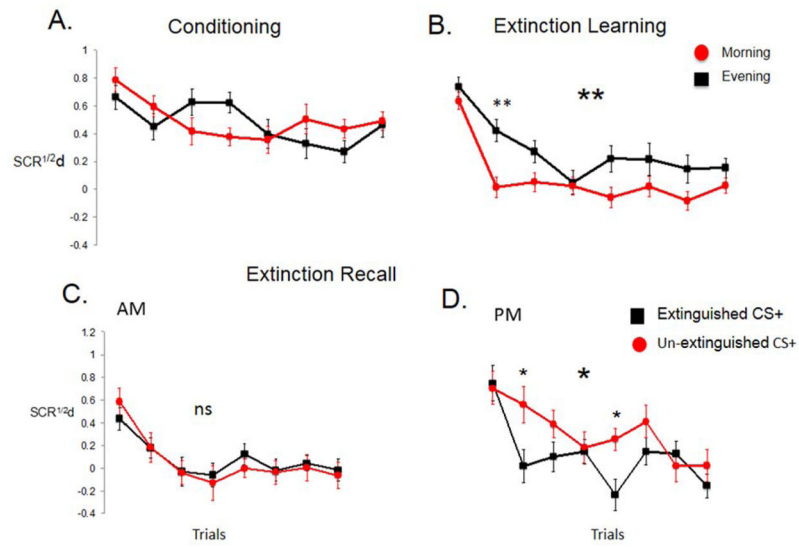 A.
Conditioning
1
0.8
0.6
0.4
0.2
0
0.2
0.4
SCR1/2d
B.
Extinction Learning
Morning
Evening
**
**
Extinction Recall
C.
AM
1.2
1
0.8
0.6
0.4
0.2
0
-0.2
-0.4
SCR1/2d
ns
Trials
D.
PM
Extinguished CS+
Un-extinguished CS+
*
*
*
Trials